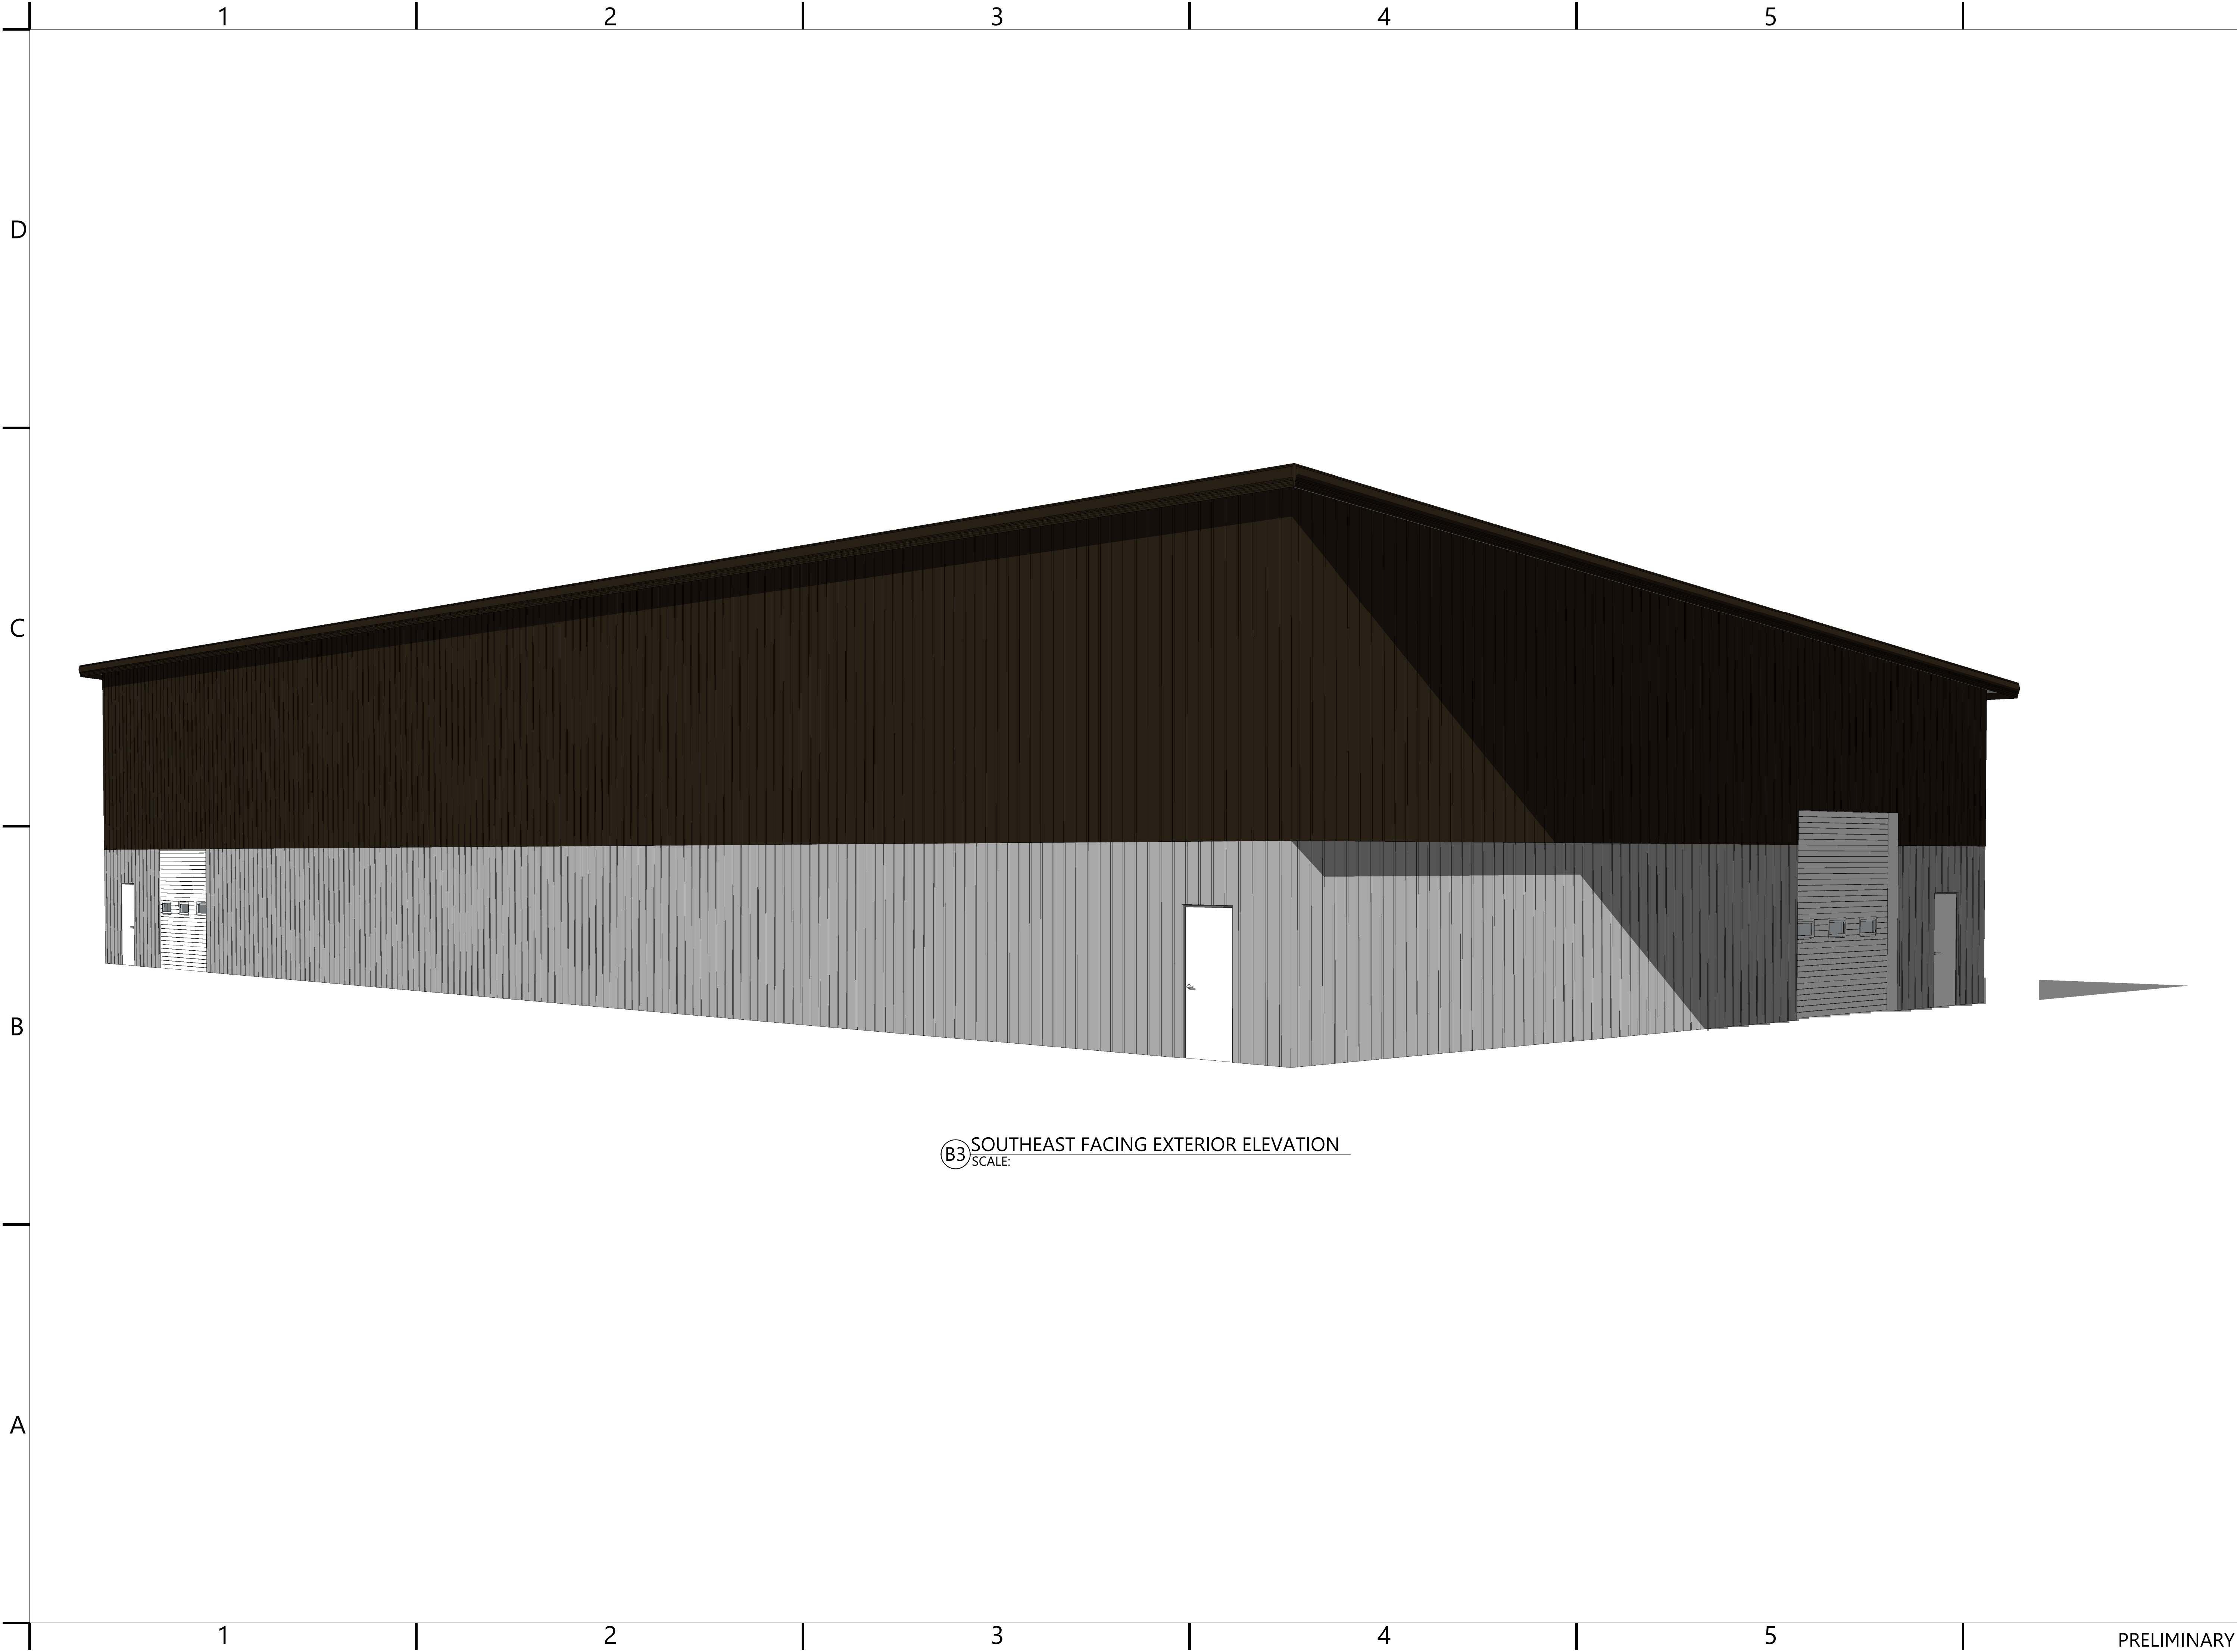 1 2 3 4 5
D
C
B
A
B3 SOUTHEAST FACING EXTERIOR ELEVATION
SCALE:
1 2 3 4 5
PRELIMINARY